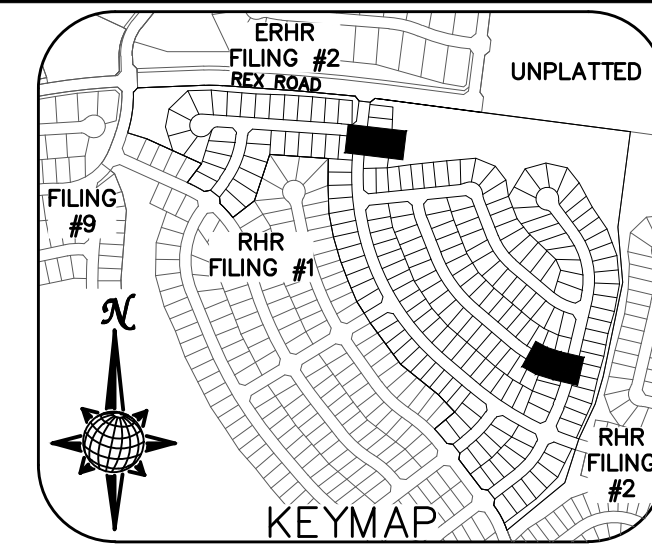 ERHR
FILING #2
REX ROAD
UNPLATTED
FILING
#9
RHR
FILING #1
N
RHR
FILING
#2
KEYMAP